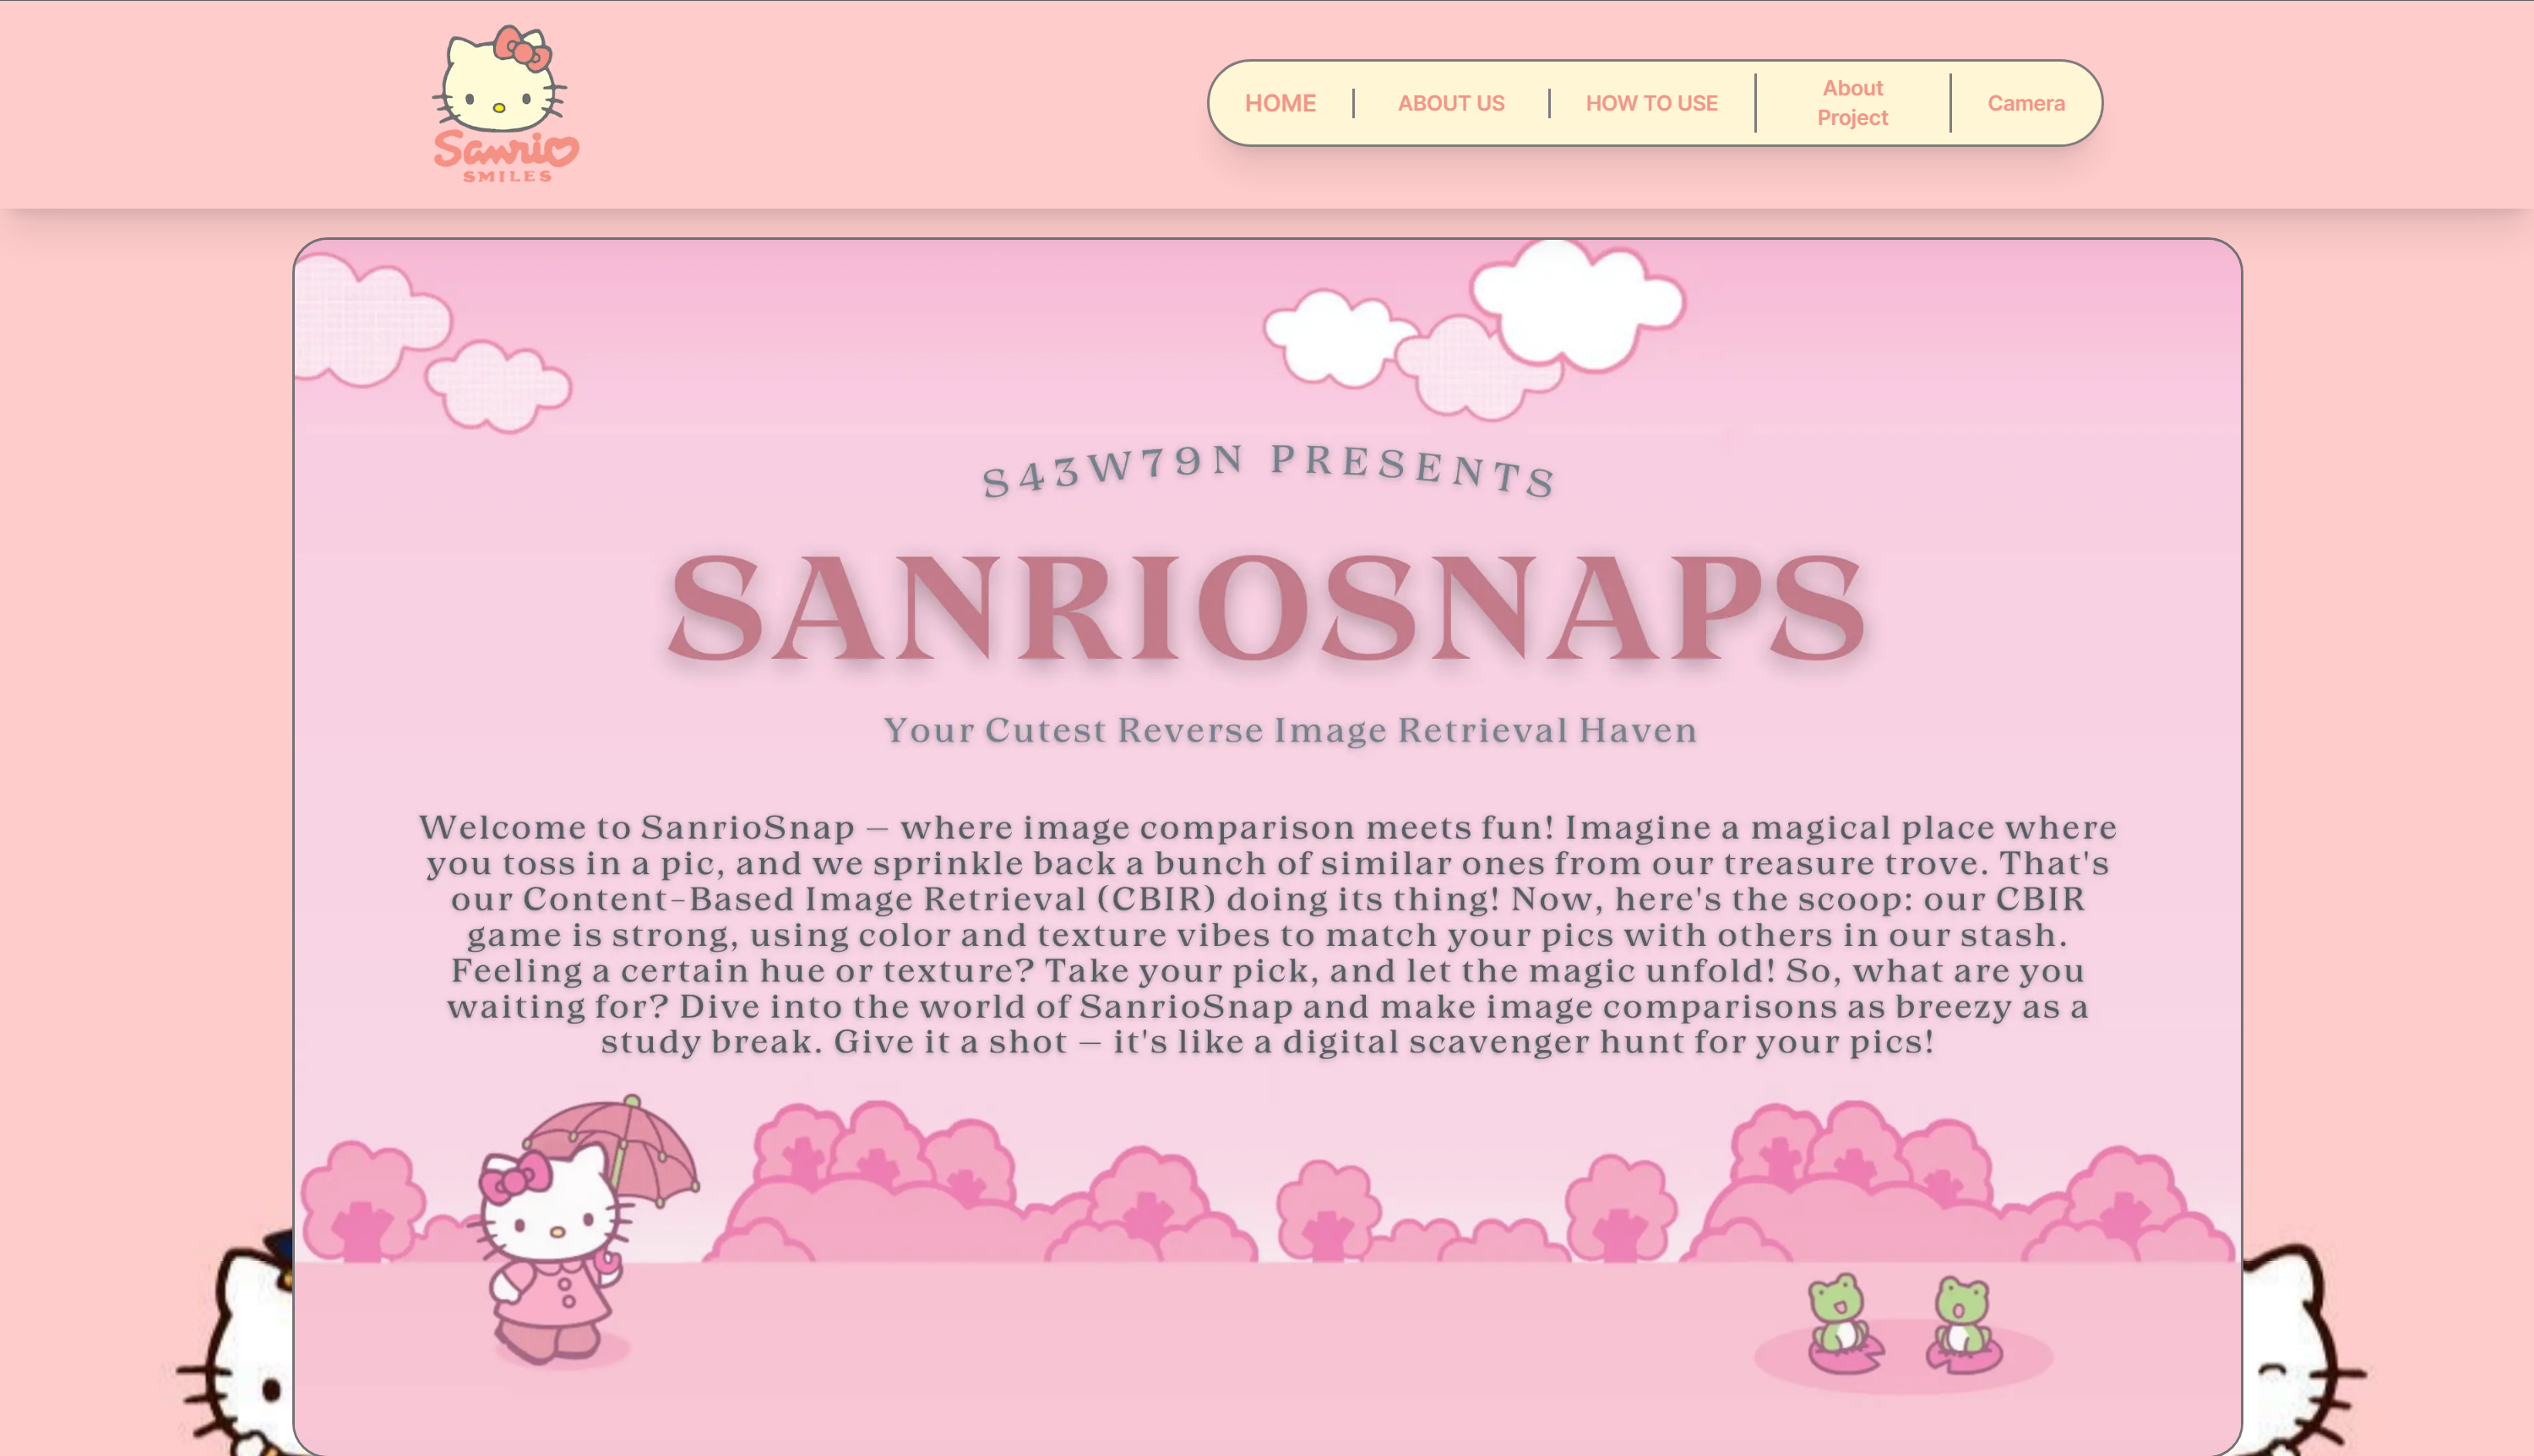 Sanrio
SMILES
HOME
ABOUT US
HOW TO USE
About
Project
Camera
S43W79N PRESENTS
SANRIOSNAPS
Your Cutest Reverse Image Retrieval Haven
Welcome to SanrioSnap — where image comparison meets fun! Imagine a magical place where
you toss in a pic, and we sprinkle back a bunch of similar ones from our treasure trove. That's
our Content-Based Image Retrieval (CBIR) doing its thing! Now, here's the scoop: our CBIR
game is strong, using color and texture vibes to match your pics with others in our stash.
Feeling a certain hue or texture? Take your pick, and let the magic unfold! So, what are you
waiting for? Dive into the world of SanrioSnap and make image comparisons as breezy as a
study break. Give it a shot — it's like a digital scavenger hunt for your pics!